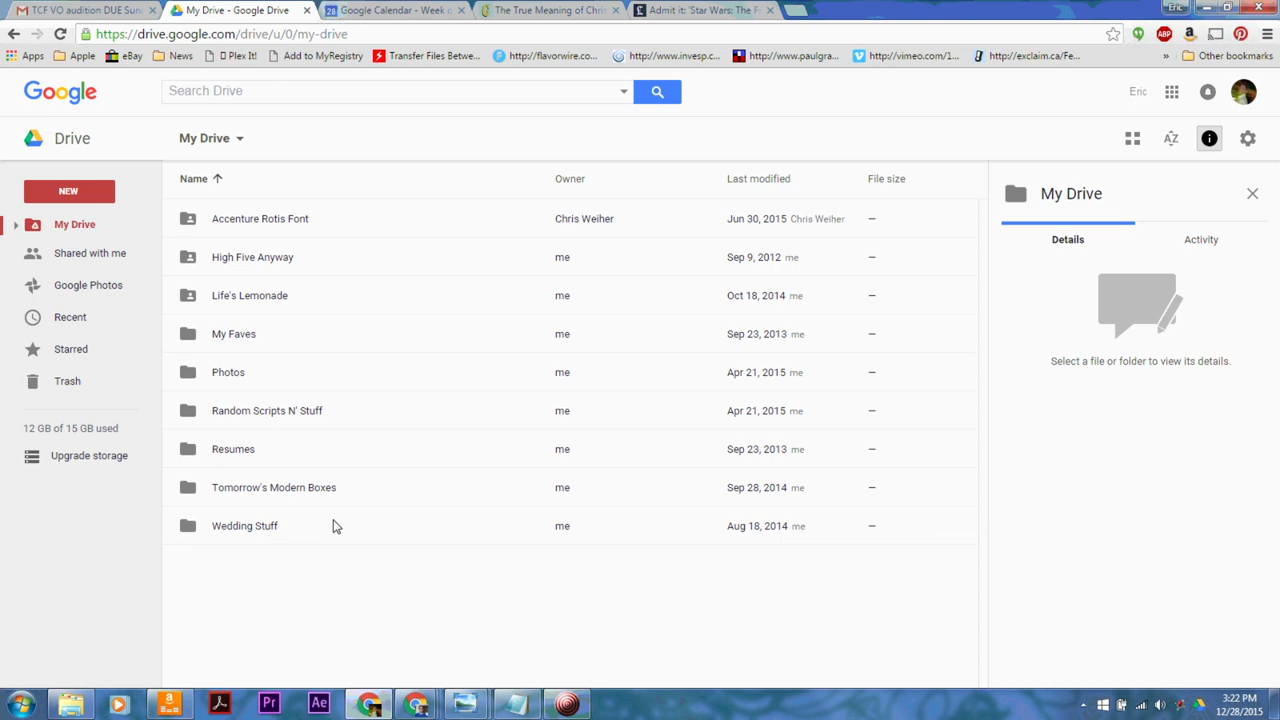 TCF VO audition DUE Sun
My Drive - Google Drive
28 Google Calendar - Week o
The True Meaning of Chris
Admit it: 'Star Wars: The Fo
Eric
https://drive.google.com/drive/u/0/my-drive
ABP
Apps Apple eBay News Plex It! Add to MyRegistry Transfer Files Betwe... http://flavorwire.co... http://www.invesp.c... http://www.paulgra... http://vimeo.com/1... http://exclaim.ca/Fe... » Other bookmarks
Google Search Drive Eric
Drive My Drive AZ
Name Owner Last modified File size
NEW
My Drive
Shared with me
Google Photos
Recent
Starred
Trash
12 GB of 15 GB used
Upgrade storage
Accenture Rotis Font Chris Weiher Jun 30, 2015 Chris Weiher —
High Five Anyway me Sep 9, 2012 me —
Life's Lemonade me Oct 18, 2014 me —
My Faves me Sep 23, 2013 me —
Photos me Apr 21, 2015 me —
Random Scripts N' Stuff me Apr 21, 2015 me —
Resumes me Sep 23, 2013 me —
Tomorrow's Modern Boxes me Sep 28, 2014 me —
Wedding Stuff me Aug 18, 2014 me —
My Drive
Details Activity
Select a file or folder to view its details.
Pr Ae
3:22 PM
12/28/2015